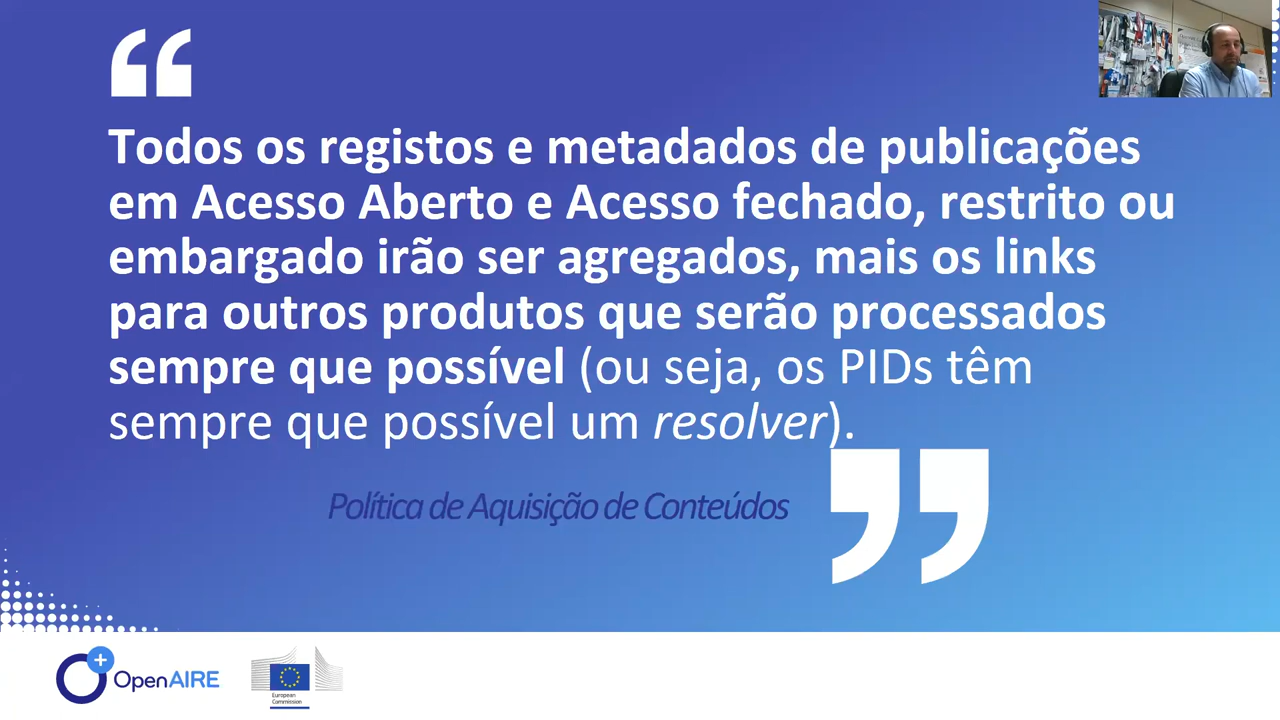 “
Todos os registos e metadados de publicações
em Acesso Aberto e Acesso fechado, restrito ou
embargado irão ser agregados, mais os links
para outros produtos que serão processados
sempre que possível (ou seja, os PIDs têm
sempre que possível um resolver).
”
Política de Aquisição de Conteúdos
OpenAIRE
European
Commission